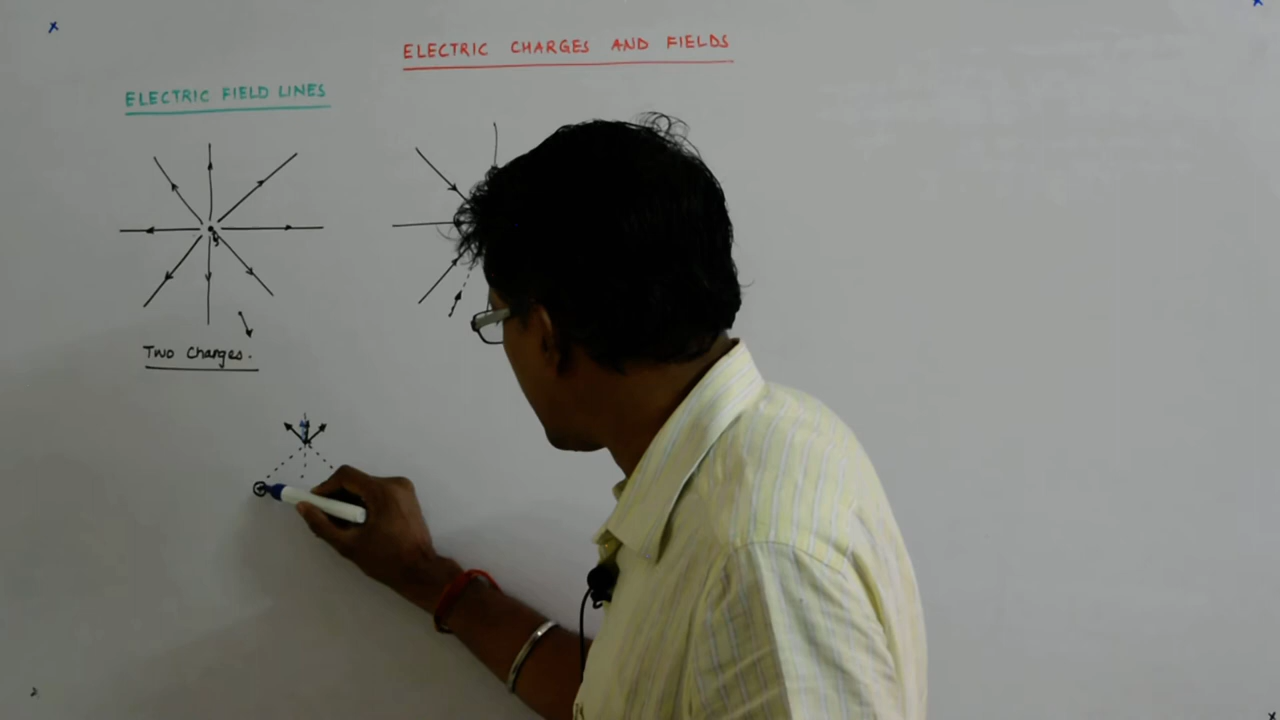 ELECTRIC CHARGES AND FIELDS
ELECTRIC FIELD LINES
Two Charges.